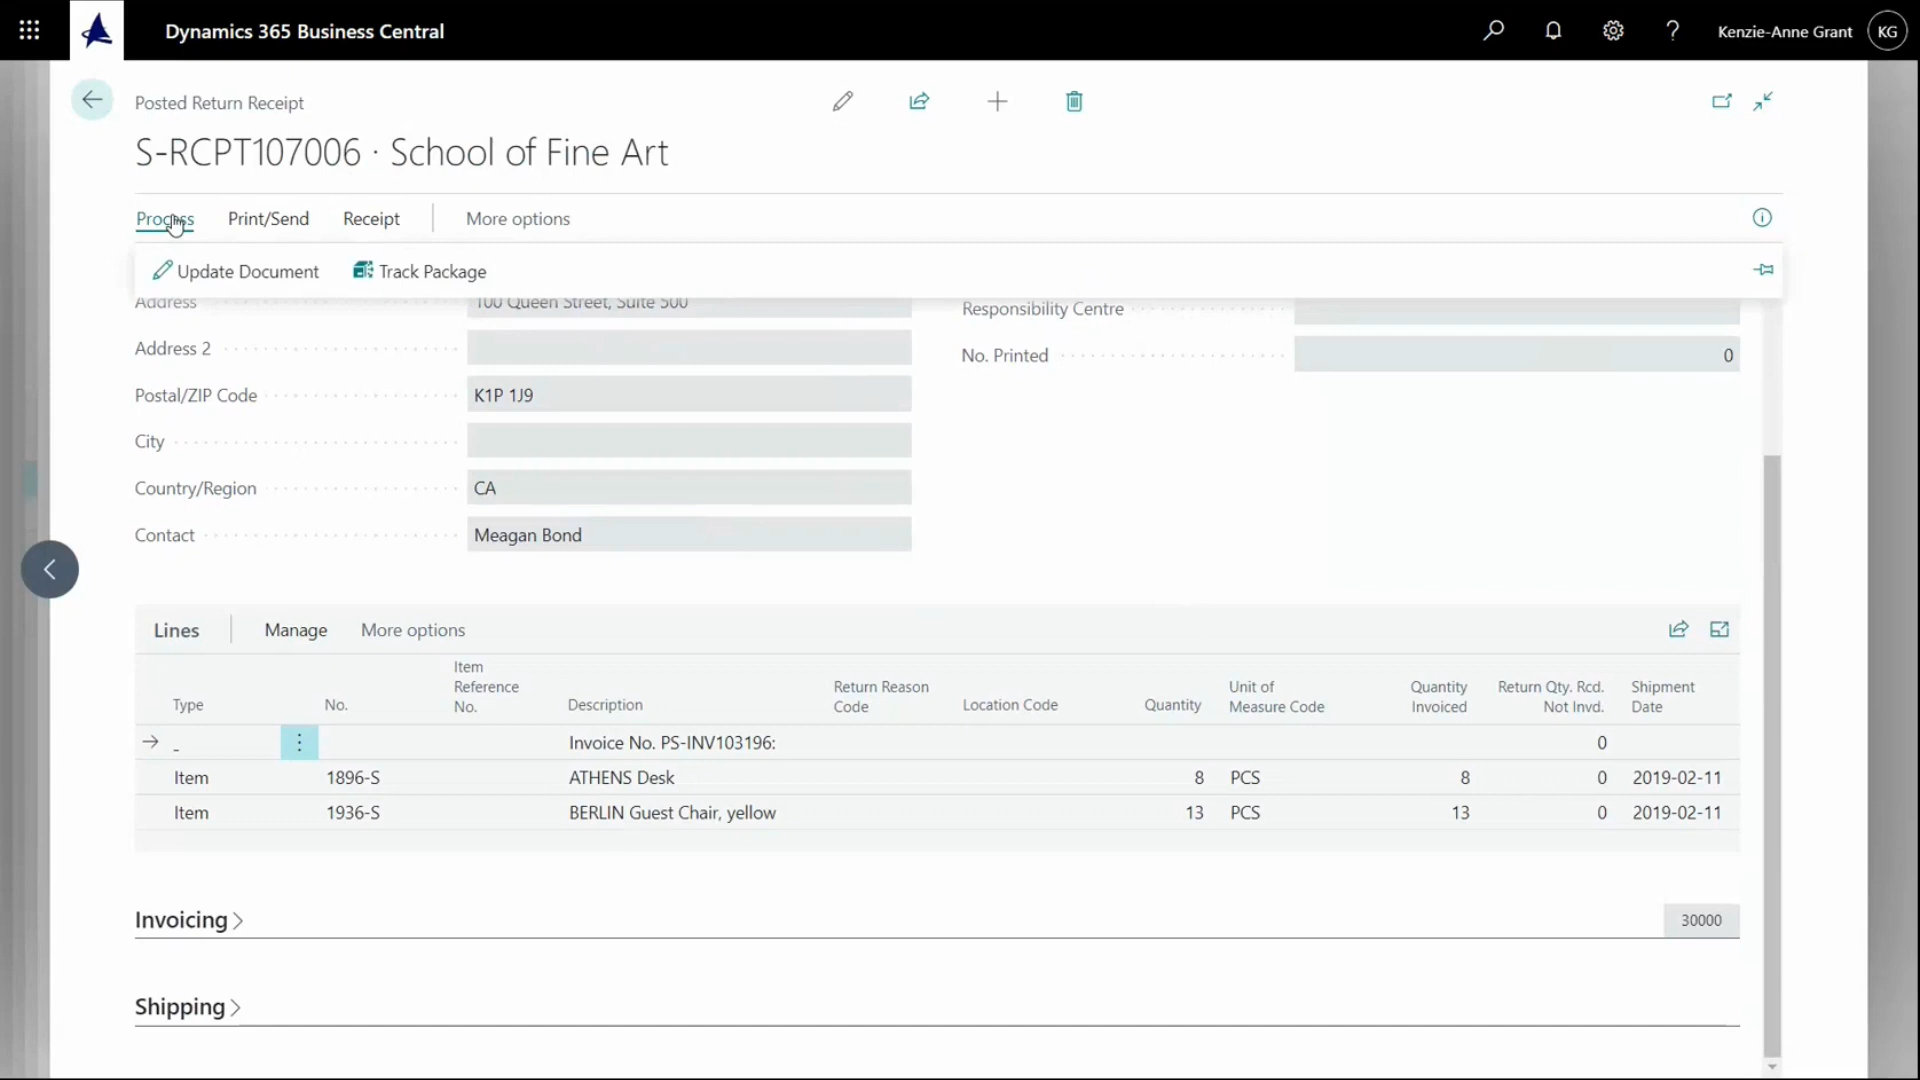 Dynamics 365 Business Central
Kenzie-Anne Grant
KG
Posted Return Receipt
S-RCPT107006 · School of Fine Art
Process Print/Send Receipt More options
Update Document Track Package
Address 100 Queen Street, Suite 500
Responsibility Centre
Address 2
No. Printed 0
Postal/ZIP Code K1P 1J9
City
Country/Region CA
Contact Meagan Bond
Lines Manage More options
Type
No.
Item
Reference
No.
Description
Return Reason
Code
Location Code
Quantity
Unit of
Measure Code
Quantity
Invoiced
Return Qty. Rcd.
Not Invd.
Shipment
Date
Invoice No. PS-INV103196: 0
Item 1896-S ATHENS Desk 8 PCS 8 0 2019-02-11
Item 1936-S BERLIN Guest Chair, yellow 13 PCS 13 0 2019-02-11
Invoicing 30000
Shipping